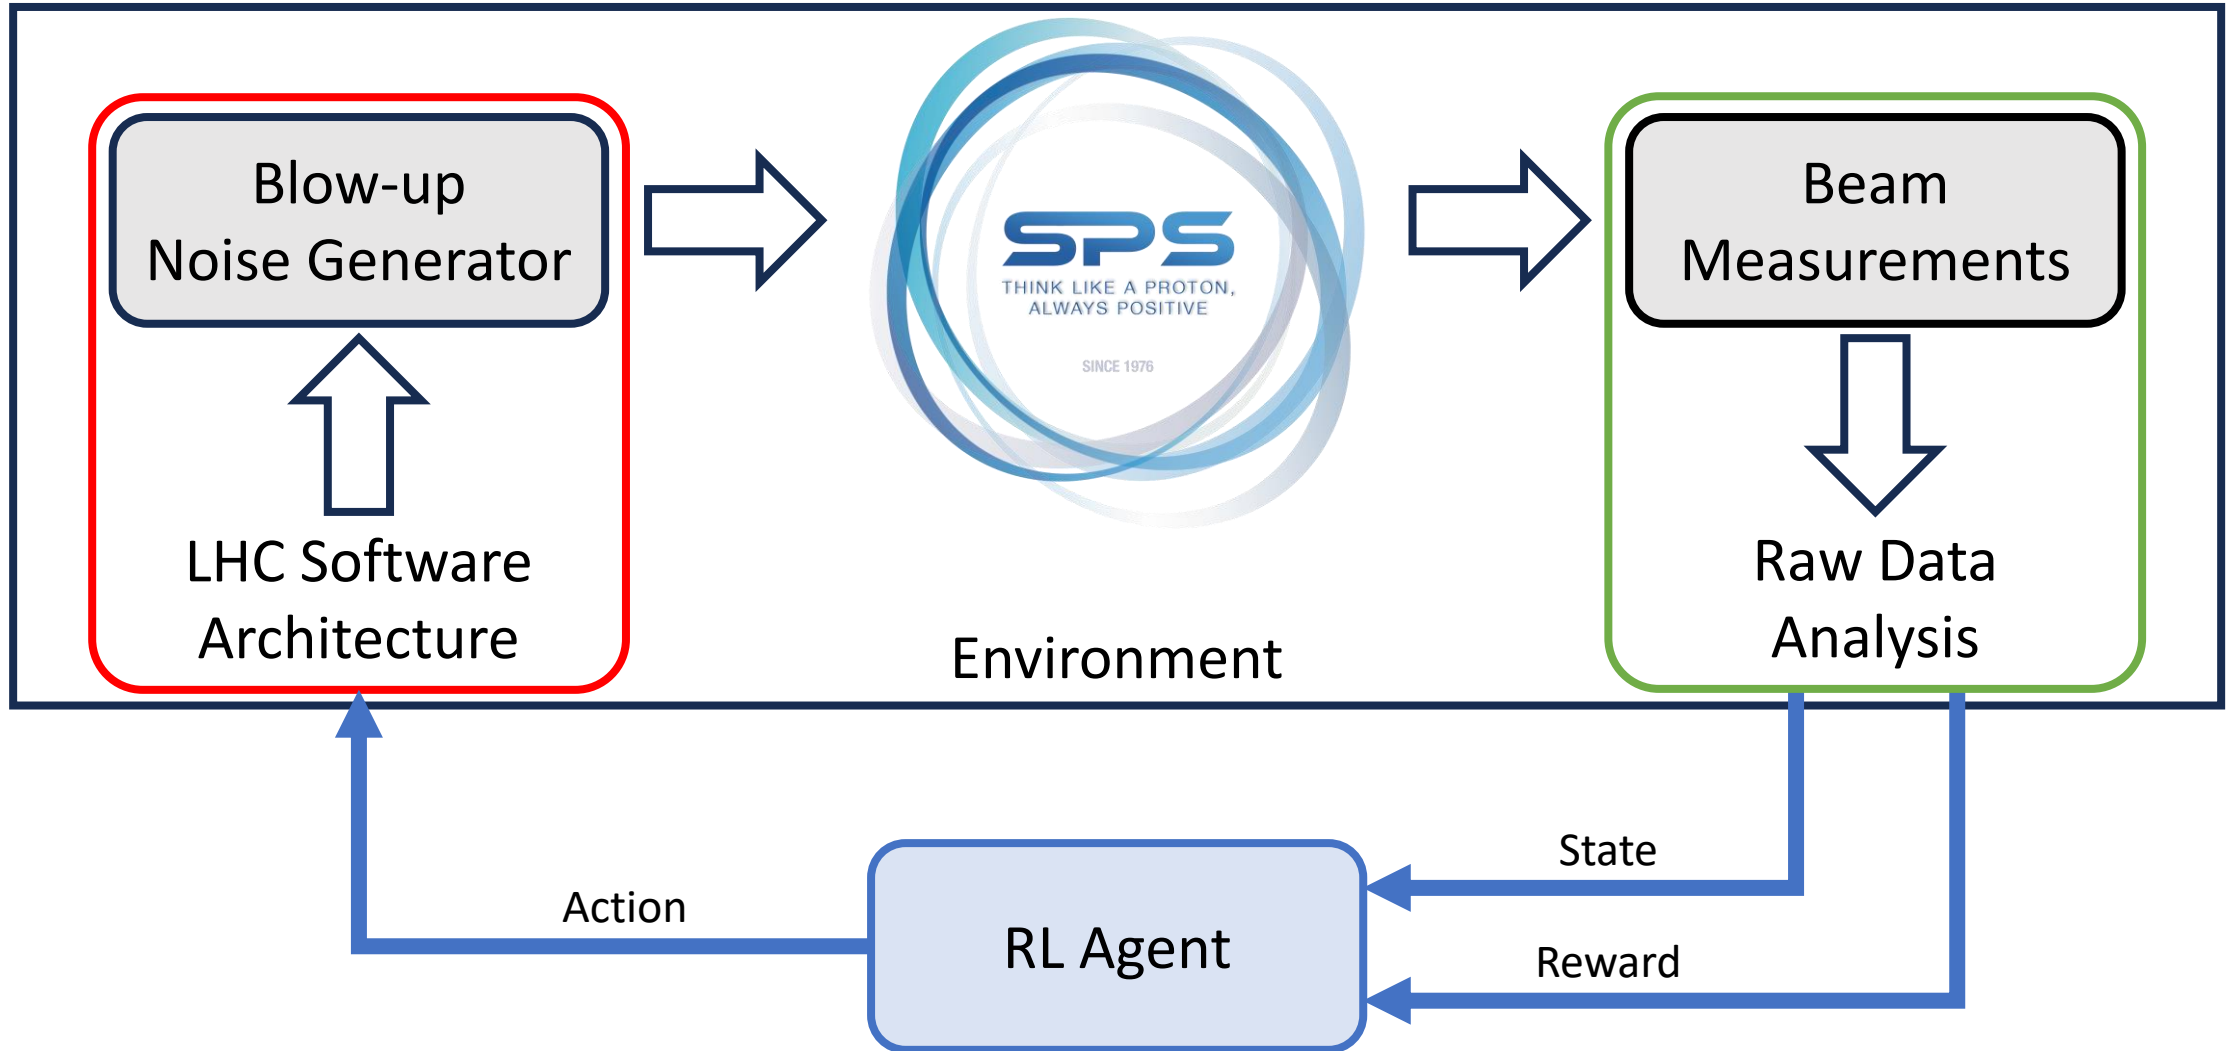 Blow-up
Noise Generator
LHC Software
Architecture
SPS
THINK LIKE A PROTON,
ALWAYS POSITIVE
SINCE 1976
Environment
Beam
Measurements
Raw Data
Analysis
Action
RL Agent
State
Reward